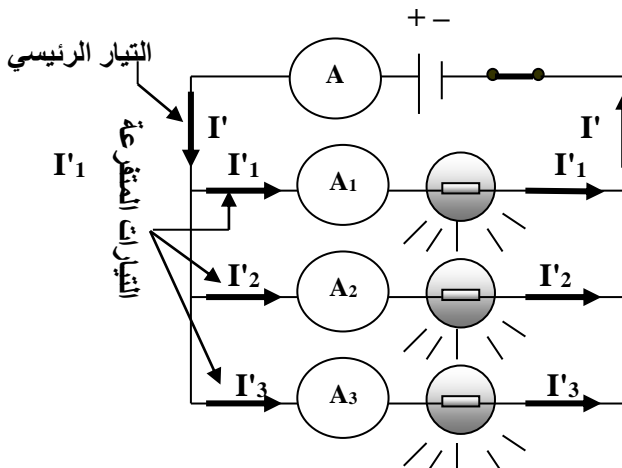 + –
التيار الرئيسي
A
I'
I'
التيارات المتفرعة
I'₁
I'₁
A₁
I'₁
I'₂
A₂
I'₂
I'₃
A₃
I'₃